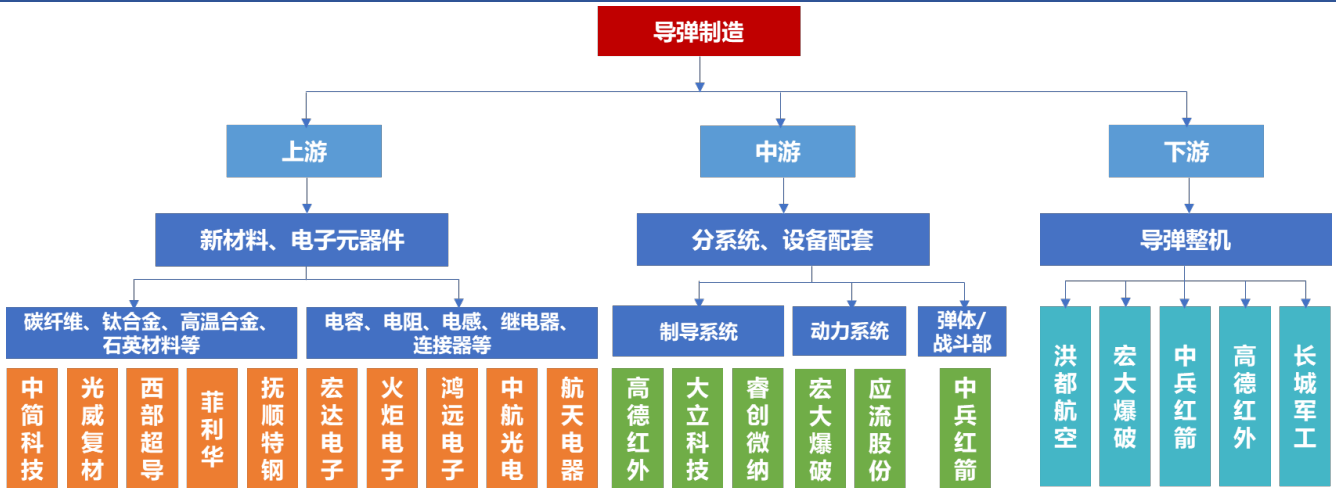 导弹制造
上游
中游
下游
新材料、电子元器件
分系统、设备配套
导弹整机
碳纤维、钛合金、高温合金、
石英材料等
电容、电阻、电感、继电器、
连接器等
制导系统
动力系统
弹体/
战斗部
中简科技
光威复材
西部超导
菲利华
抚顺特钢
宏达电子
火炬电子
鸿远电子
中航光电
航天电器
高德红外
大立科技
睿创微纳
宏大爆破
应流股份
中兵红箭
洪都航空
宏大爆破
中兵红箭
高德红外
长城军工